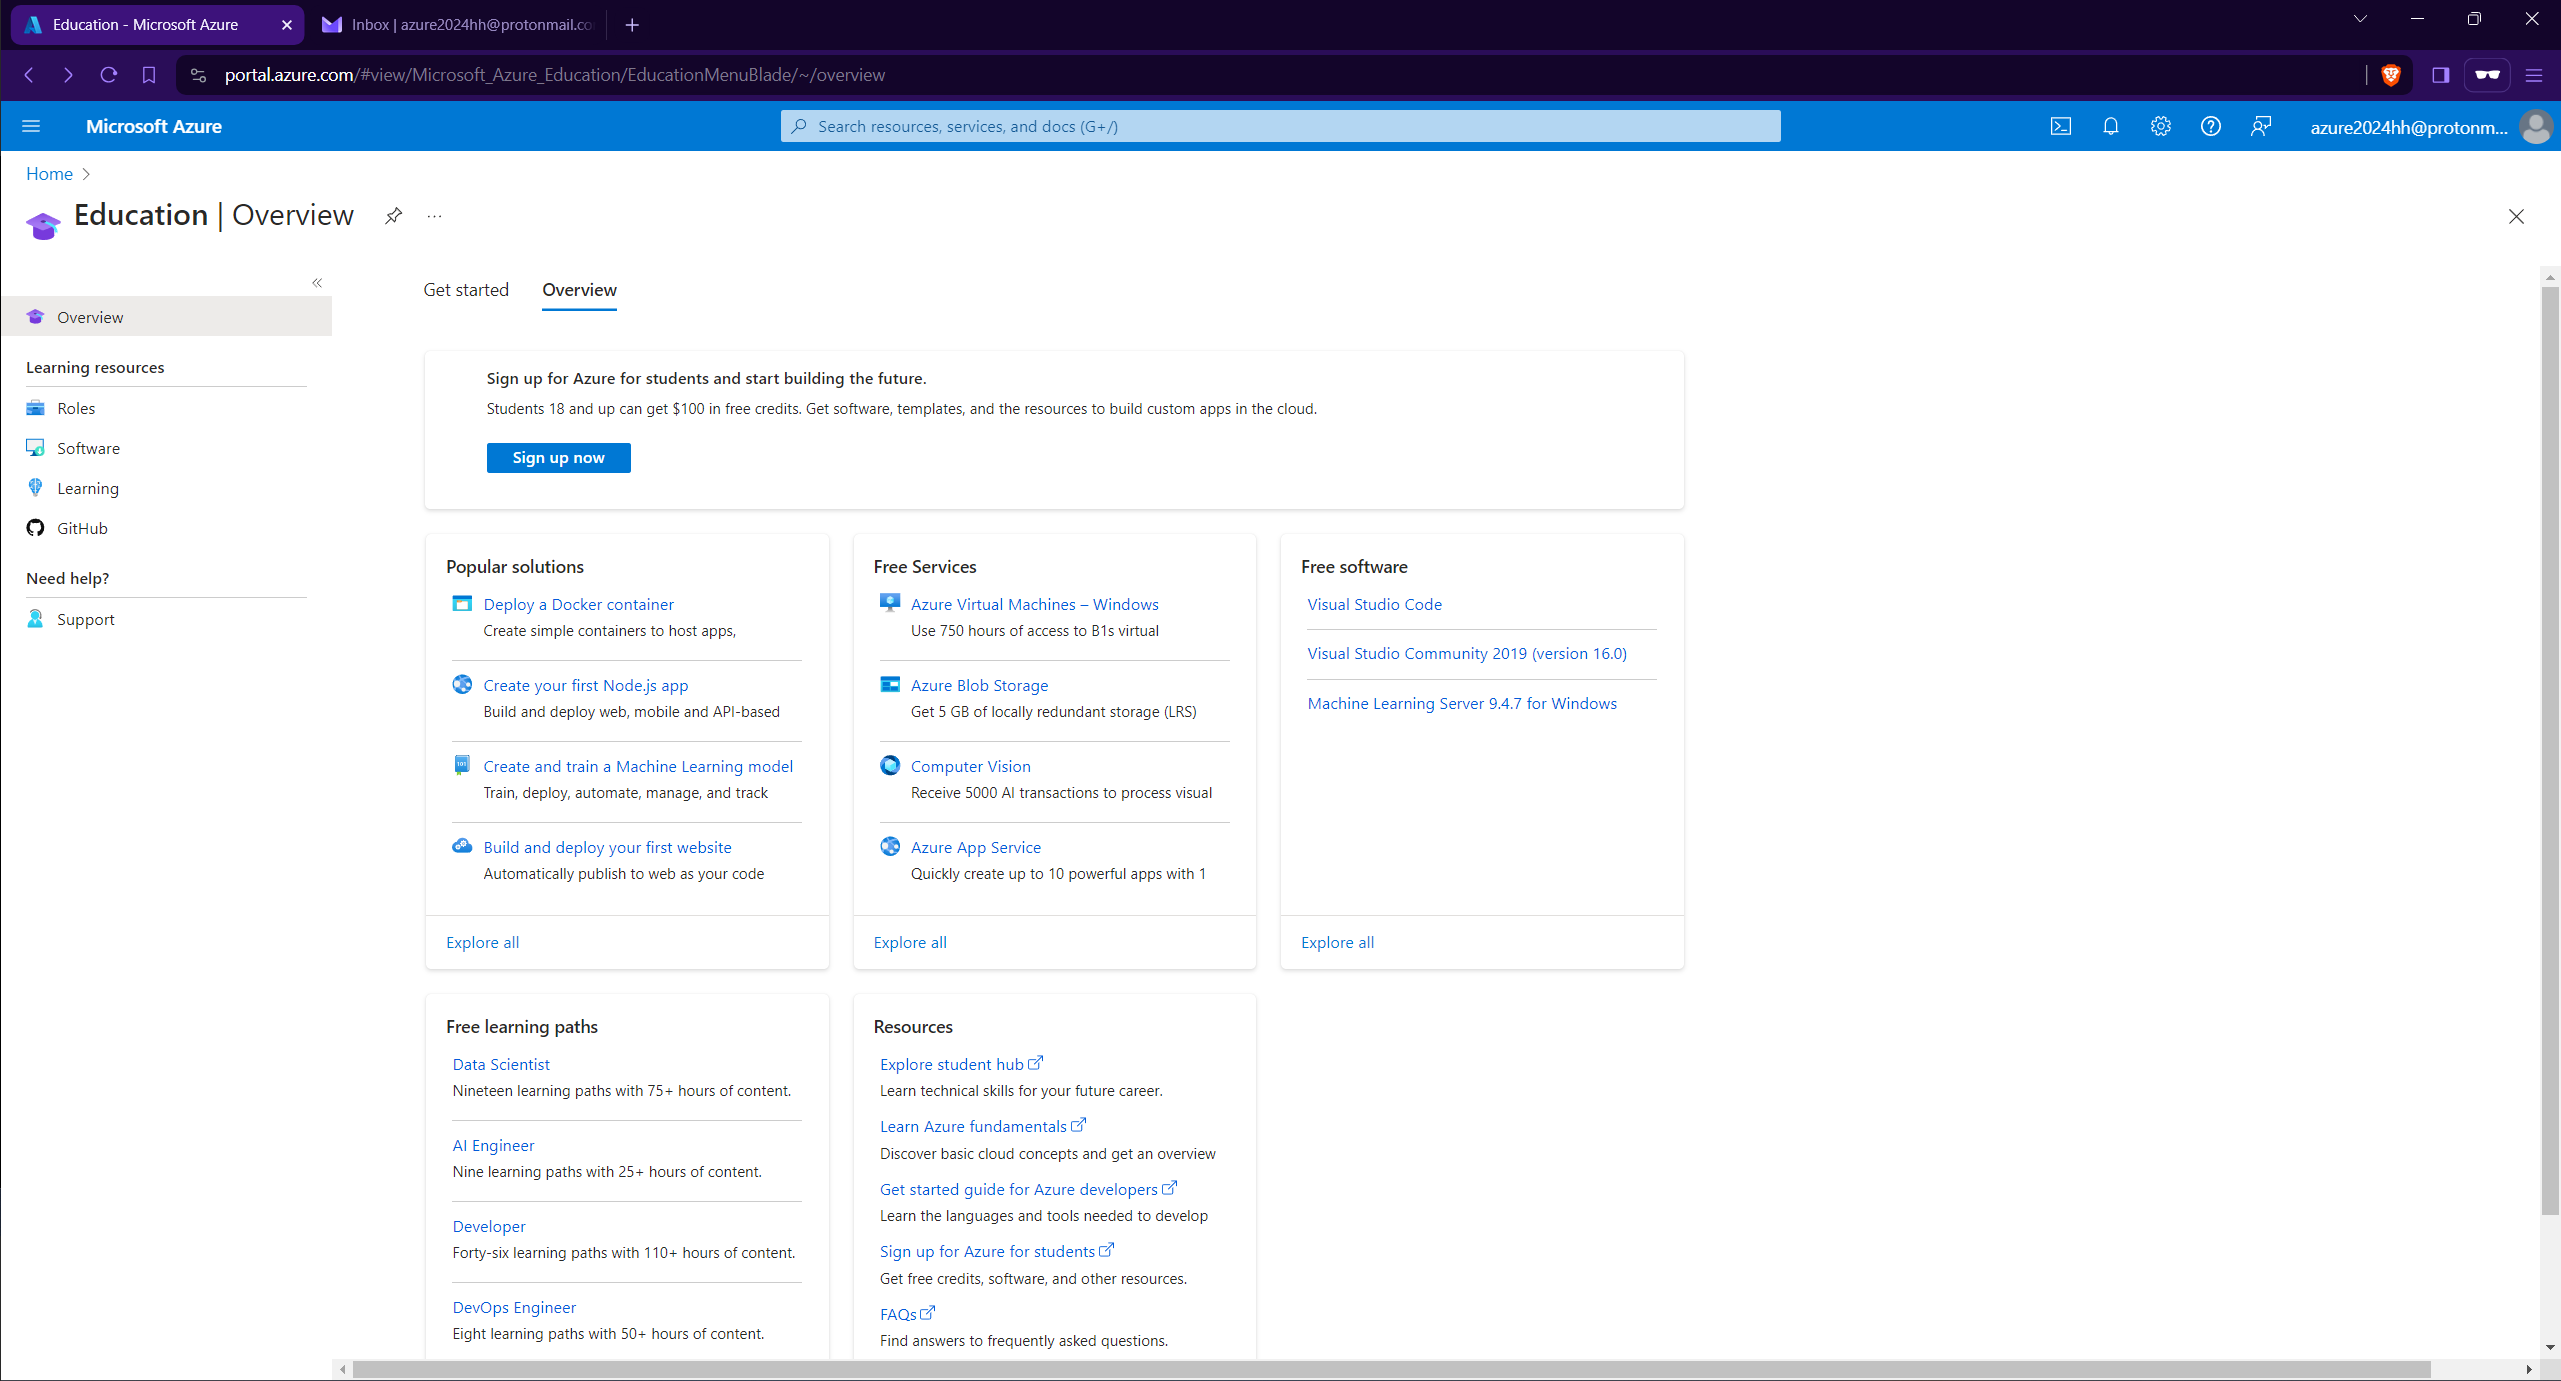 Education - Microsoft Azure
Inbox | azure2024hh@protonmail.co
portal.azure.com/#view/Microsoft_Azure_Education/EducationMenuBlade/~/overview
Microsoft Azure
Search resources, services, and docs (G+/)
azure2024hh@protonm...
Home
Education | Overview
Get started
Overview
Overview
Learning resources
Roles
Software
Learning
GitHub
Need help?
Support
Sign up for Azure for students and start building the future.
Students 18 and up can get $100 in free credits. Get software, templates, and the resources to build custom apps in the cloud.
Sign up now
Popular solutions
Deploy a Docker container
Create simple containers to host apps,
Create your first Node.js app
Build and deploy web, mobile and API-based
Create and train a Machine Learning model
Train, deploy, automate, manage, and track
Build and deploy your first website
Automatically publish to web as your code
Explore all
Free Services
Azure Virtual Machines – Windows
Use 750 hours of access to B1s virtual
Azure Blob Storage
Get 5 GB of locally redundant storage (LRS)
Computer Vision
Receive 5000 AI transactions to process visual
Azure App Service
Quickly create up to 10 powerful apps with 1
Explore all
Free software
Visual Studio Code
Visual Studio Community 2019 (version 16.0)
Machine Learning Server 9.4.7 for Windows
Explore all
Free learning paths
Data Scientist
Nineteen learning paths with 75+ hours of content.
AI Engineer
Nine learning paths with 25+ hours of content.
Developer
Forty-six learning paths with 110+ hours of content.
DevOps Engineer
Eight learning paths with 50+ hours of content.
Resources
Explore student hub
Learn technical skills for your future career.
Learn Azure fundamentals
Discover basic cloud concepts and get an overview
Get started guide for Azure developers
Learn the languages and tools needed to develop
Sign up for Azure for students
Get free credits, software, and other resources.
FAQs
Find answers to frequently asked questions.